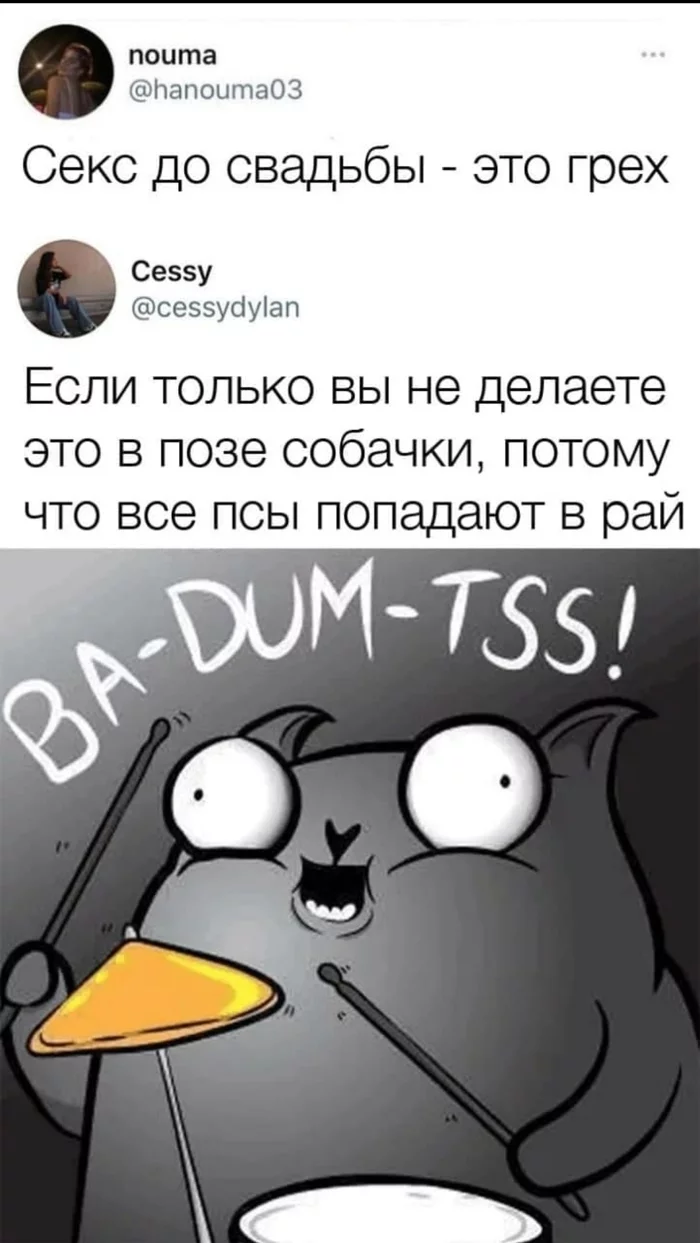 nouma
@hanouma03
Секс до свадьбы - это грех
Cessy
@cessydylan
Если только вы не делаете
это в позе собачки, потому
что все псы попадают в рай
BA-DUM-TSS!